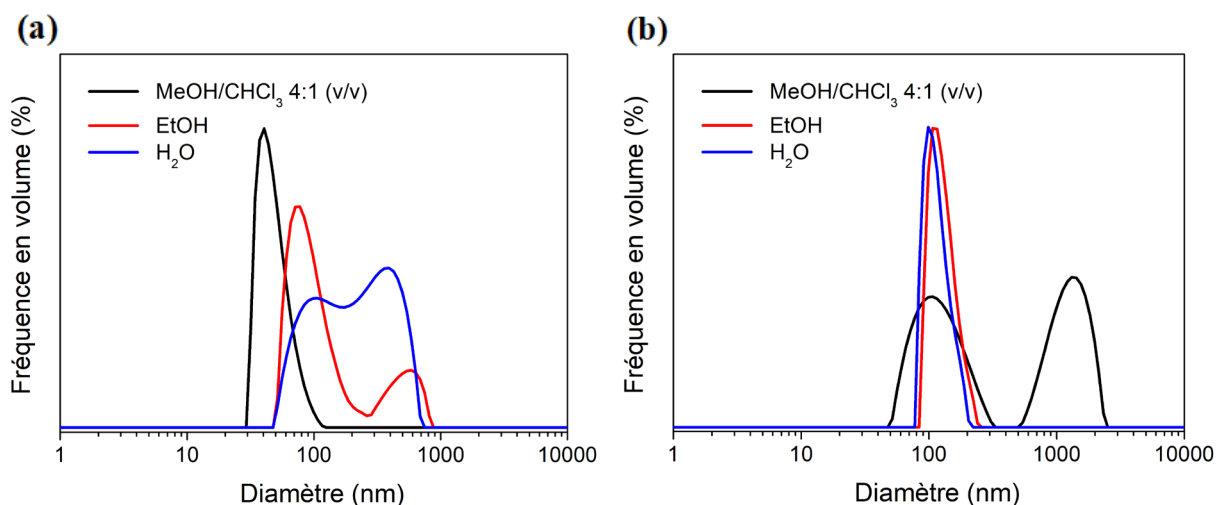 (a)
MeOH/CHCl₃ 4:1 (v/v)
EtOH
H₂O
Fréquence en volume (%)
1 10 100 1000 10000
Diamètre (nm)
(b)
MeOH/CHCl₃ 4:1 (v/v)
EtOH
H₂O
Fréquence en volume (%)
1 10 100 1000 10000
Diamètre (nm)